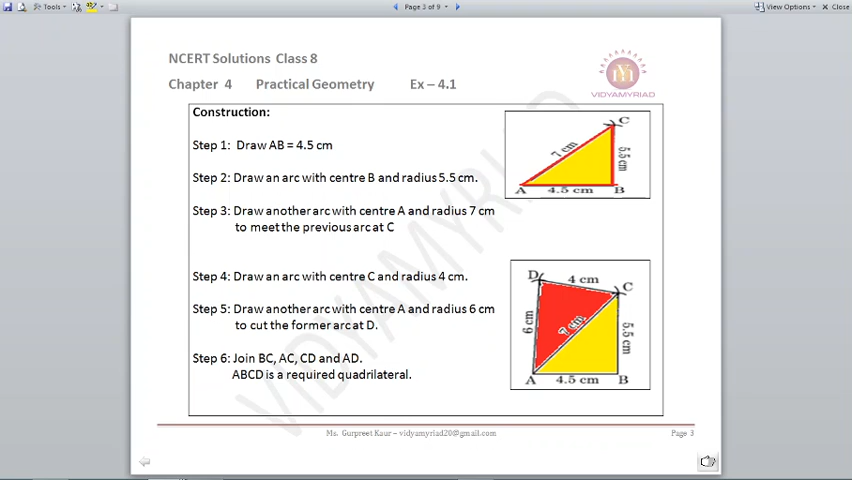 Tools
Page 3 of 9
View Options
Close
NCERT Solutions Class 8
Chapter 4 Practical Geometry Ex – 4.1
VIDYAMYRIAD
Construction:
Step 1: Draw AB = 4.5 cm
Step 2: Draw an arc with centre B and radius 5.5 cm.
Step 3: Draw another arc with centre A and radius 7 cm
to meet the previous arc at C
C
7 cm
5.5 cm
A
4.5 cm
B
Step 4: Draw an arc with centre C and radius 4 cm.
Step 5: Draw another arc with centre A and radius 6 cm
to cut the former arc at D.
Step 6: Join BC, AC, CD and AD.
ABCD is a required quadrilateral.
D
4 cm
C
6 cm
7 cm
5.5 cm
A
4.5 cm
B
VIDYAMYRIAD
Ms. Gurpreet Kaur – vidyamyriad20@gmail.com
Page 3